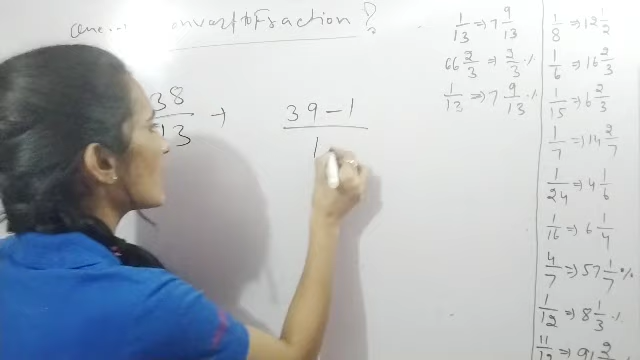 convert to Fraction ?
38/13 → 39 - 1/1
1/13 ⇒ 7 9/13
66 2/3 ⇒ 2/3 %
1/13 ⇒ 7 9/13 %
1/8 ⇒ 12 1/2
1/6 ⇒ 16 2/3
1/15 ⇒ 6 2/3
1/7 ⇒ 14 2/7
1/24 ⇒ 4 1/6
1/16 ⇒ 6 1/4
4/7 ⇒ 57 1/7 %
1/12 ⇒ 8 1/3 %
11/12 ⇒ 91 2